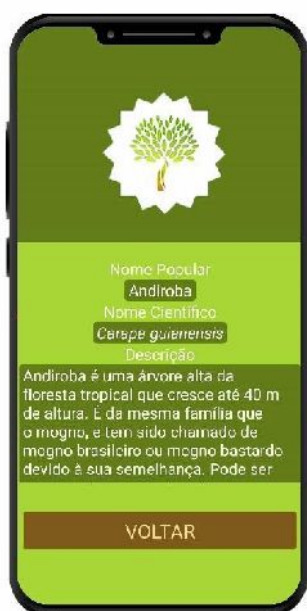 Nome Popular
Andiroba
Nome Científico
Carapa guianensis
Descrição
Andiroba é uma árvore alta da
floresta tropical que cresce até 40 m
de altura. É da mesma família que
o mogno, e tem sido chamado de
mogno brasileiro ou mogno bastardo
devido à sua semelhança. Pode ser
VOLTAR